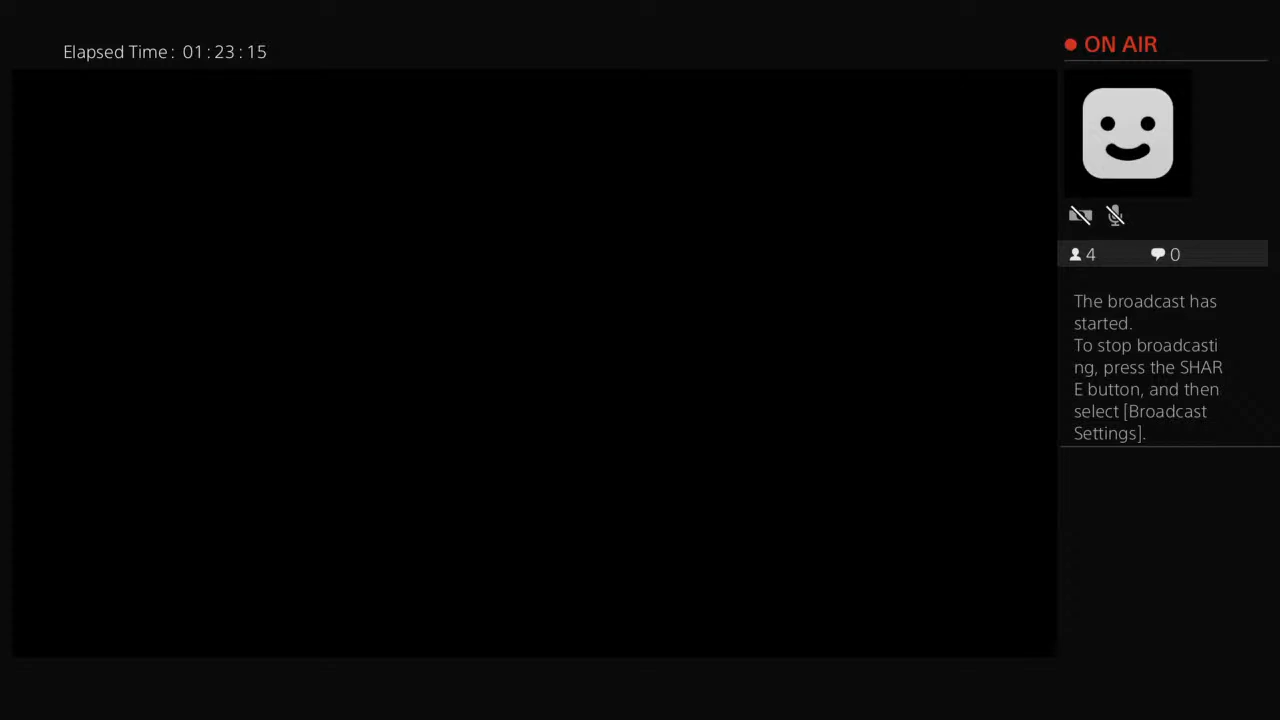 Elapsed Time: 01:23:15
ON AIR
4 0
The broadcast has
started.
To stop broadcasti
ng, press the SHAR
E button, and then
select [Broadcast
Settings].